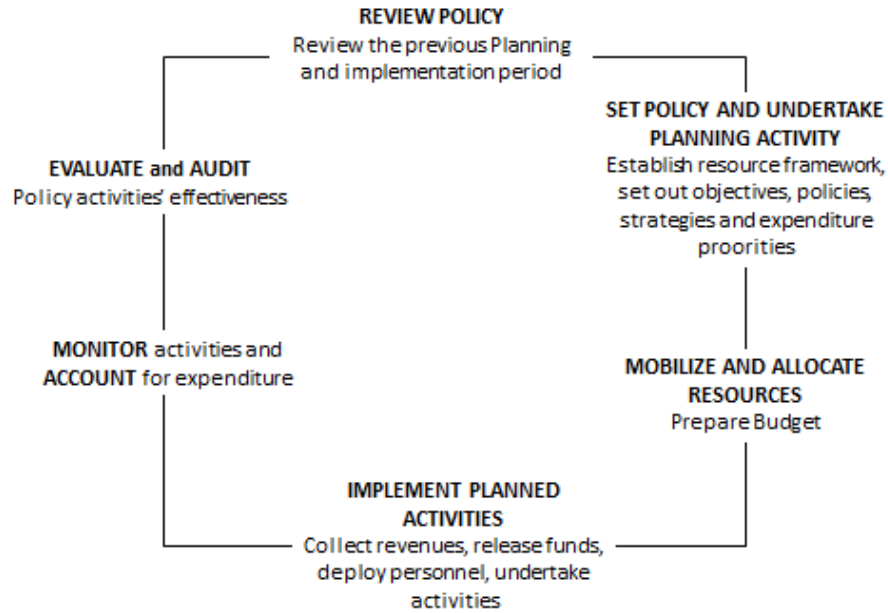 REVIEW POLICY
Review the previous Planning
and implementation period
SET POLICY AND UNDERTAKE
PLANNING ACTIVITY
Establish resource framework,
set out objectives, policies,
strategies and expenditure
proorities
MOBILIZE AND ALLOCATE
RESOURCES
Prepare Budget
IMPLEMENT PLANNED
ACTIVITIES
Collect revenues, release funds,
deploy personnel, undertake
activities
MONITOR activities and
ACCOUNT for expenditure
EVALUATE and AUDIT
Policy activities' effectiveness